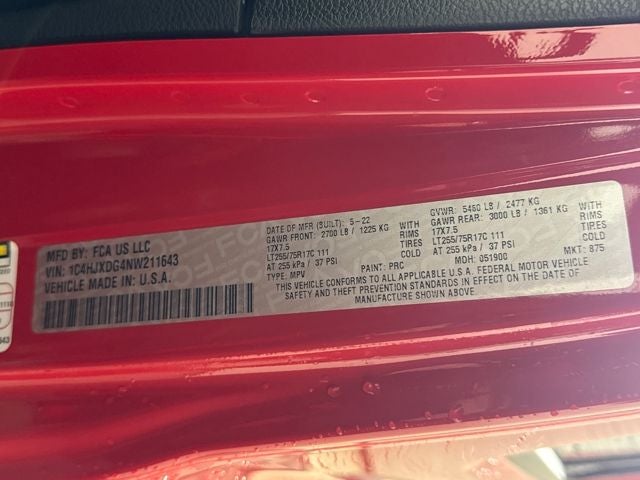 MFD BY: FCA US LLC
VIN: 1C4HJXDG4NW211643
VEHICLE MADE IN: U.S.A.
DATE OF MFR (BUILT): 5-22
GAWR FRONT: 2700 LB / 1225 KG WITH
17X7.5 RIMS
LT255/75R17C 111 TIRES
AT 255 kPa / 37 PSI
TYPE: MPV PAINT: PRC
GVWR: 5460 LB / 2477 KG
GAWR REAR: 3000 LB / 1361 KG WITH
17X7.5 RIMS
LT255/75R17C 111 TIRES
AT 255 kPa / 37 PSI
MDH: 051900 MKT: 875
THIS VEHICLE CONFORMS TO ALL APPLICABLE U.S.A. FEDERAL MOTOR VEHICLE
SAFETY AND THEFT PREVENTION STANDARDS IN EFFECT ON THE DATE OF
MANUFACTURE SHOWN ABOVE.